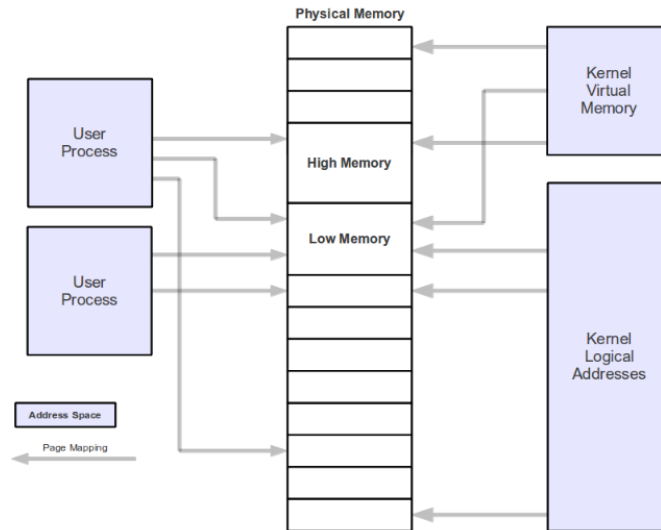 Physical Memory
User
Process
User
Process
Address Space
Page Mapping
High Memory
Low Memory
Kernel
Virtual
Memory
Kernel
Logical
Addresses